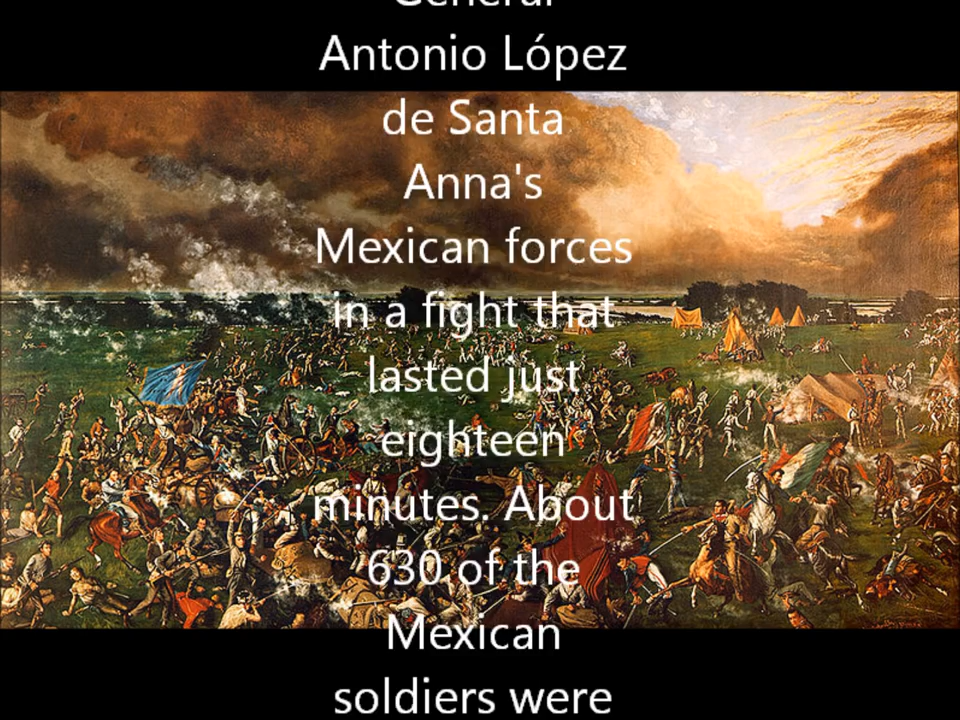 General
Antonio López
de Santa
Anna's
Mexican forces
in a fight that
lasted just
eighteen
minutes. About
630 of the
Mexican
soldiers were